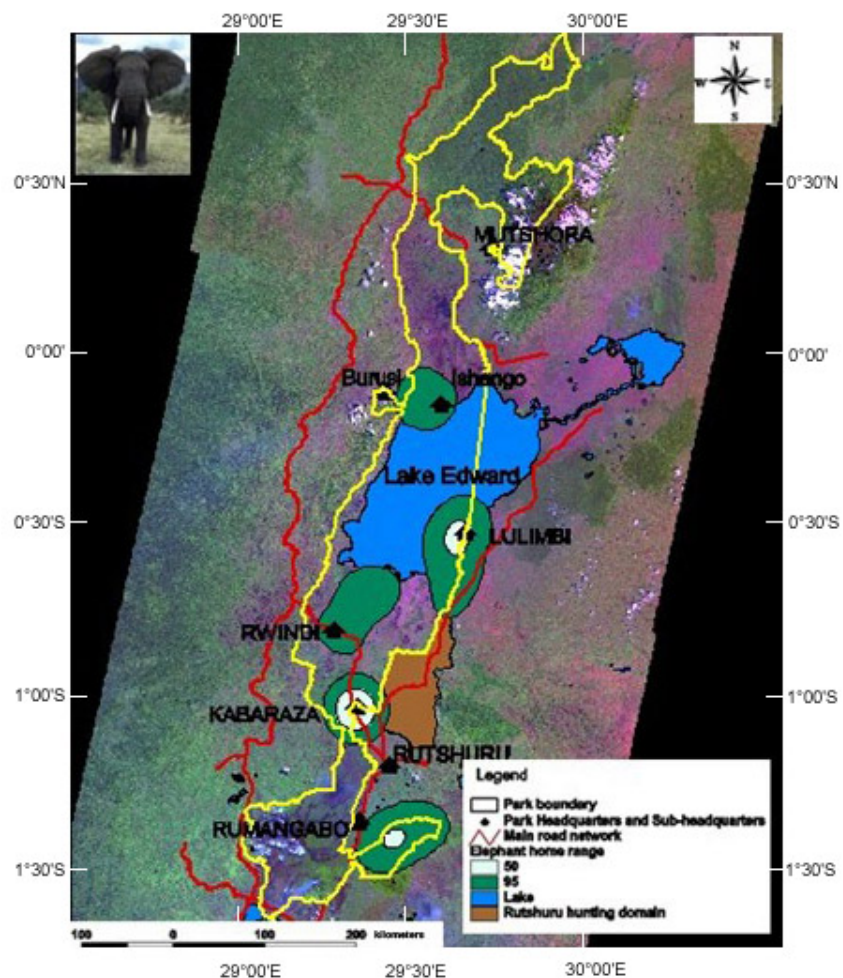 29°00'E 29°50'E 30°00'E
N
W E
S
0°30'N 0°30'N
MUTSHORA
0°00' 0°00'
Burusi Ishango
Lake Edward
0°30'S 0°30'S
LULIMBI
RWINDI
1°00'S 1°00'S
KABARAZA
RUTSHURU
Legend
Park boundary
Park Headquarters and Sub-headquarters
RUMANGABO
Main road network
Elephant home range
50
1°30'S 1°30'S
95
Lake
Rutshuru hunting domain
100 0 100 200 kilometers
29°00'E 29°30'E 30°00'E